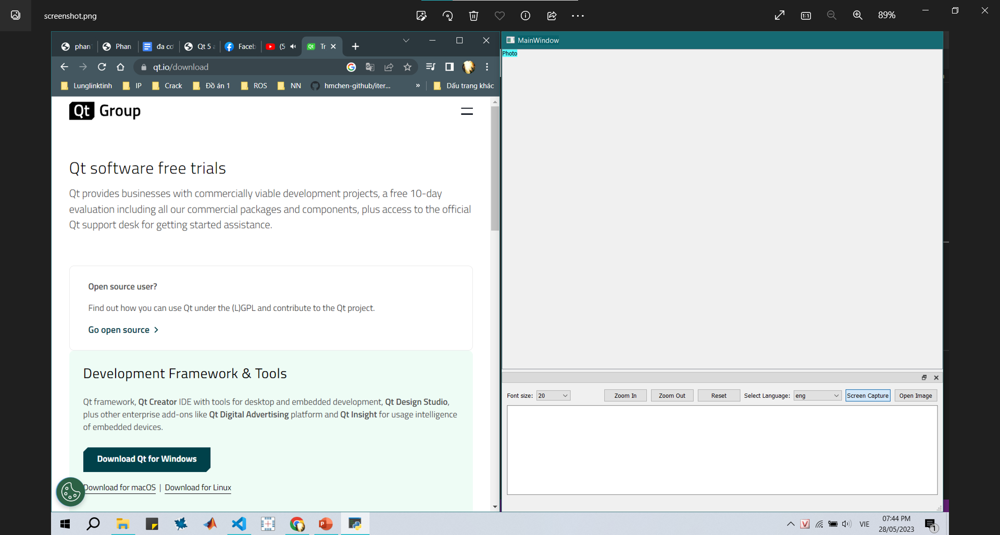 screenshot.png
89%
phan
Phan
đa cơ
Qt 5 a
Faceb
(5
Tr
qt.io/download
Lunglinktinh
IP
Crack
Đồ án 1
ROS
NN
hmchen-github/iter...
»
Dấu trang khác
Qt Group
Qt software free trials
Qt provides businesses with commercially viable development projects, a free 10-day
evaluation including all our commercial packages and components, plus access to the official
Qt support desk for getting started assistance.
Open source user?
Find out how you can use Qt under the (L)GPL and contribute to the Qt project.
Go open source
Development Framework & Tools
Qt framework, Qt Creator IDE with tools for desktop and embedded development, Qt Design Studio,
plus other enterprise add-ons like Qt Digital Advertising platform and Qt Insight for usage intelligence
of embedded devices.
Download Qt for Windows
Download for macOS | Download for Linux
MainWindow
Photo
Font size: 20 Zoom In Zoom Out Reset Select Language: eng Screen Capture Open Image
VIE
07:44 PM
28/05/2023
1